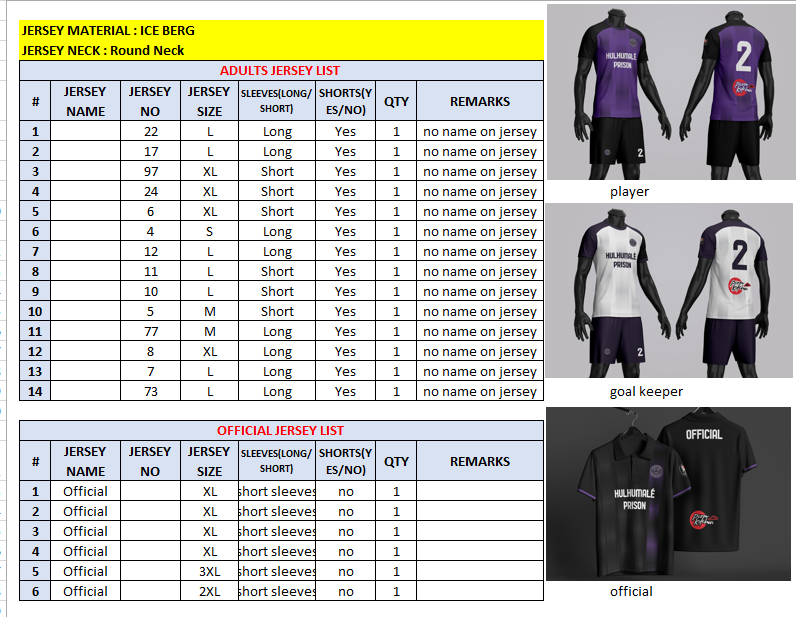 JERSEY MATERIAL : ICE BERG
JERSEY NECK : Round Neck
ADULTS JERSEY LIST
# JERSEY NAME JERSEY NO JERSEY SIZE SLEEVES(LONG/SHORT) SHORTS(YES/NO) QTY REMARKS
1 22 L Long Yes 1 no name on jersey
2 17 L Long Yes 1 no name on jersey
3 97 XL Short Yes 1 no name on jersey
4 24 XL Short Yes 1 no name on jersey
5 6 XL Short Yes 1 no name on jersey
6 4 S Long Yes 1 no name on jersey
7 12 L Long Yes 1 no name on jersey
8 11 L Short Yes 1 no name on jersey
9 10 L Short Yes 1 no name on jersey
10 5 M Short Yes 1 no name on jersey
11 77 M Long Yes 1 no name on jersey
12 8 XL Long Yes 1 no name on jersey
13 7 L Long Yes 1 no name on jersey
14 73 L Long Yes 1 no name on jersey
OFFICIAL JERSEY LIST
# JERSEY NAME JERSEY NO JERSEY SIZE SLEEVES(LONG/SHORT) SHORTS(YES/NO) QTY REMARKS
1 Official XL short sleeves no 1
2 Official XL short sleeves no 1
3 Official XL short sleeves no 1
4 Official XL short sleeves no 1
5 Official 3XL short sleeves no 1
6 Official 2XL short sleeves no 1
HULHUMALÉ
PRISON
2
2
player
HULHUMALÉ
PRISON
2
2
goal keeper
OFFICIAL
HULHUMALÉ
PRISON
official